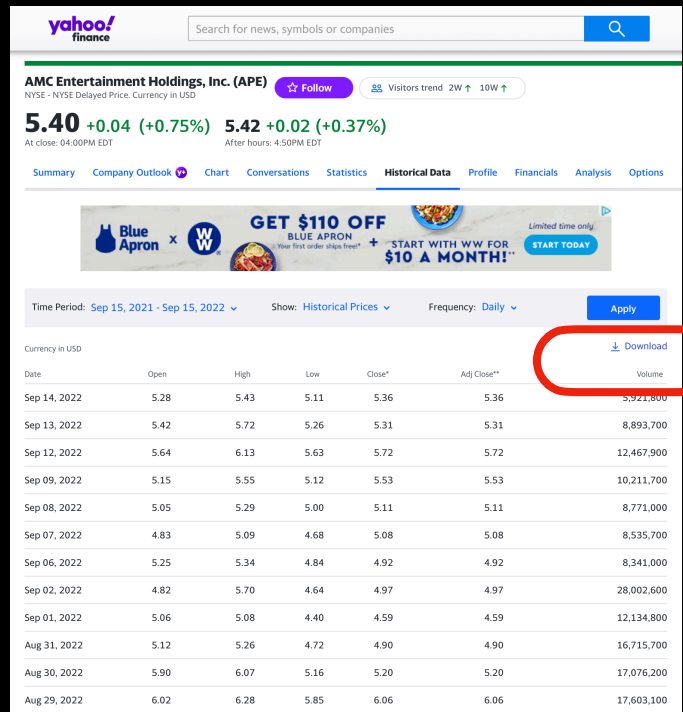 yahoo!
finance
Search for news, symbols or companies
AMC Entertainment Holdings, Inc. (APE)
Follow
Visitors trend 2W ↑ 10W ↑
NYSE - NYSE Delayed Price. Currency in USD
5.40 +0.04 (+0.75%) 5.42 +0.02 (+0.37%)
At close: 04:00PM EDT After hours: 4:50PM EDT
Summary Company Outlook Y+ Chart Conversations Statistics Historical Data Profile Financials Analysis Options
Blue Apron x WW
GET $110 OFF
BLUE APRON
Your first order ships free!*
+ START WITH WW FOR
$10 A MONTH!**
Limited time only.
START TODAY
Time Period: Sep 15, 2021 - Sep 15, 2022 Show: Historical Prices Frequency: Daily Apply
Currency in USD Download
Date Open High Low Close* Adj Close** Volume
Sep 14, 2022 5.28 5.43 5.11 5.36 5.36 5,921,800
Sep 13, 2022 5.42 5.72 5.26 5.31 5.31 8,893,700
Sep 12, 2022 5.64 6.13 5.63 5.72 5.72 12,467,900
Sep 09, 2022 5.15 5.55 5.12 5.53 5.53 10,211,700
Sep 08, 2022 5.05 5.29 5.00 5.11 5.11 8,771,000
Sep 07, 2022 4.83 5.09 4.68 5.08 5.08 8,535,700
Sep 06, 2022 5.25 5.34 4.84 4.92 4.92 8,341,000
Sep 02, 2022 4.82 5.70 4.64 4.97 4.97 28,002,600
Sep 01, 2022 5.06 5.08 4.40 4.59 4.59 12,134,800
Aug 31, 2022 5.12 5.26 4.72 4.90 4.90 16,715,700
Aug 30, 2022 5.90 6.07 5.16 5.20 5.20 17,076,200
Aug 29, 2022 6.02 6.28 5.85 6.06 6.06 17,603,100